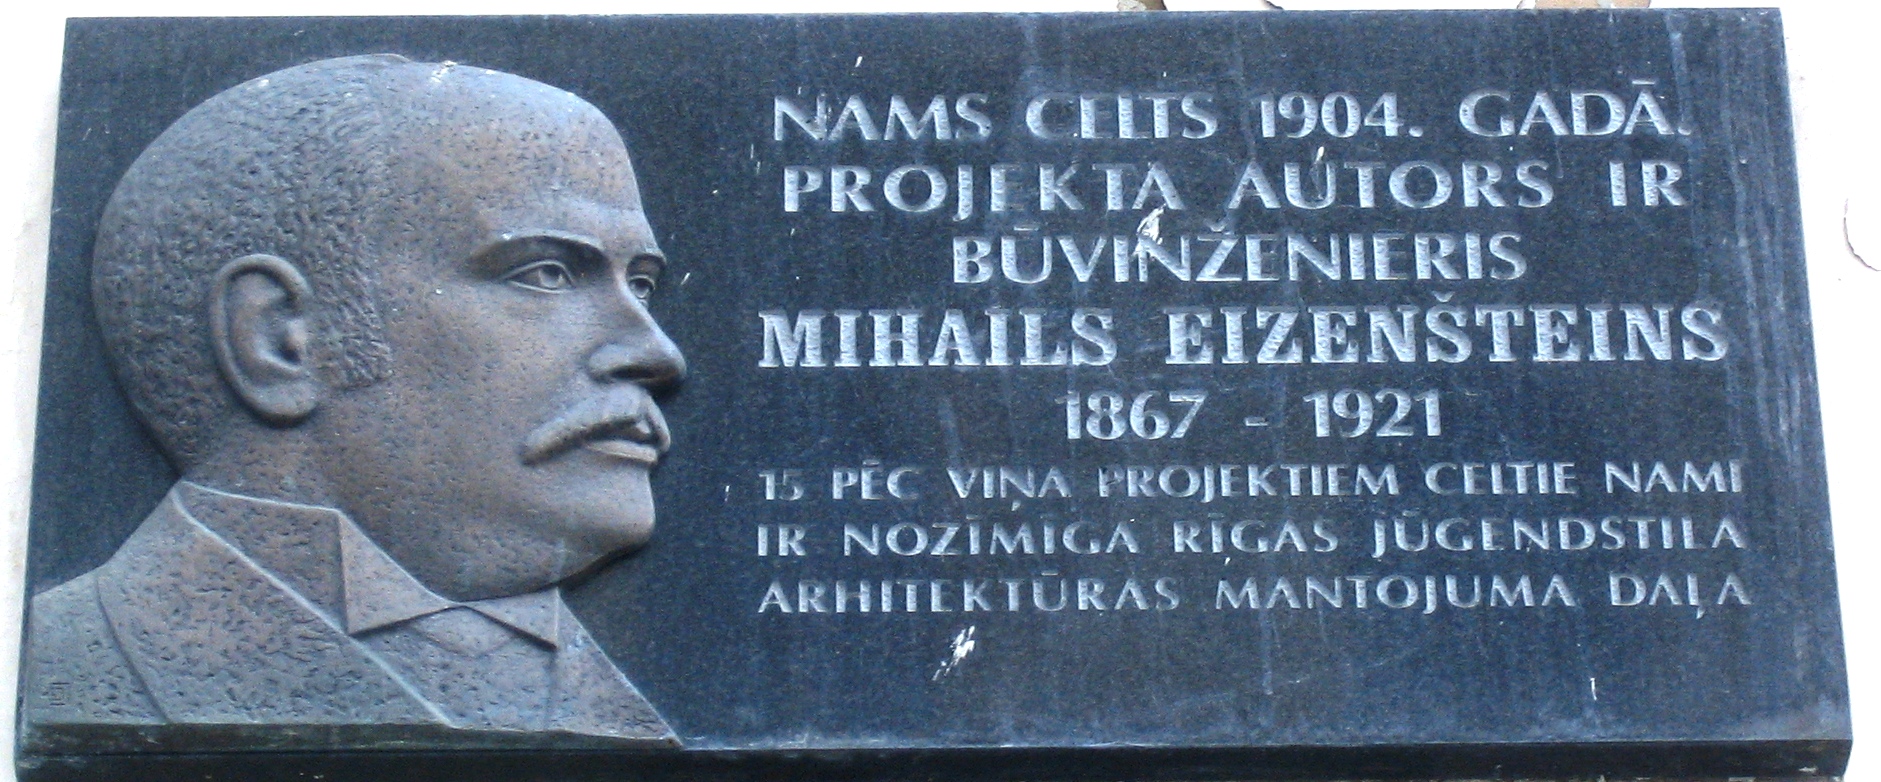 NAMS CELTS 1904. GADĀ.
PROJEKTA AUTORS IR
BŪVINŽENIERIS
MIHAILS EIZENŠTEINS
1867 - 1921
15 PĒC VIŅA PROJEKTIEM CELTIE NAMI
IR NOZĪMĪGA RĪGAS JŪGENDSTILA
ARHITEKTŪRAS MANTOJUMA DAĻA